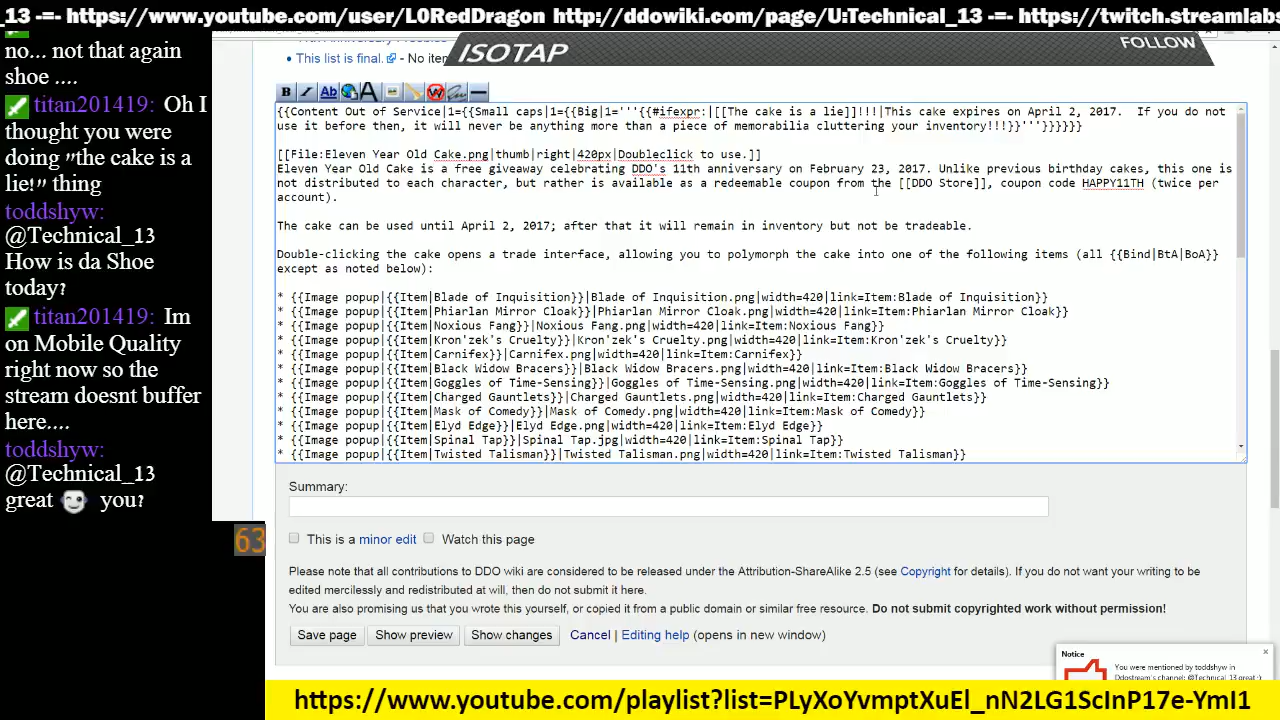 _13 -=- https://www.youtube.com/user/L0RedDragon http://ddowiki.com/page/U:Technical_13 -=- https://twitch.streamlabs
no... not that again
shoe ....
titan201419: Oh I
thought you were
doing "the cake is a
lie!" thing
toddshyw:
@Technical_13
How is da Shoe
today?
titan201419: Im
on Mobile Quality
right now so the
stream doesnt buffer
here....
toddshyw:
@Technical_13
great you?
63
This list is final. - No iter
ISOTAP
FOLLOW
B I Ab A W
{{Content Out of Service|1={{Small caps|1={{Big|1='''{{#ifexpr:|[[The cake is a lie]]!!!|This cake expires on April 2, 2017. If you do not
use it before then, it will never be anything more than a piece of memorabilia cluttering your inventory!!!}}'''}}}}}}
[[File:Eleven Year Old Cake.png|thumb|right|420px|Doubleclick to use.]]
Eleven Year Old Cake is a free giveaway celebrating DDO's 11th anniversary on February 23, 2017. Unlike previous birthday cakes, this one is
not distributed to each character, but rather is available as a redeemable coupon from the [[DDO Store]], coupon code HAPPY11TH (twice per
account).
The cake can be used until April 2, 2017; after that it will remain in inventory but not be tradeable.
Double-clicking the cake opens a trade interface, allowing you to polymorph the cake into one of the following items (all {{Bind|BtA|BoA}}
except as noted below):
* {{Image popup|{{Item|Blade of Inquisition}}|Blade of Inquisition.png|width=420|link=Item:Blade of Inquisition}}
* {{Image popup|{{Item|Phiarlan Mirror Cloak}}|Phiarlan Mirror Cloak.png|width=420|link=Item:Phiarlan Mirror Cloak}}
* {{Image popup|{{Item|Noxious Fang}}|Noxious Fang.png|width=420|link=Item:Noxious Fang}}
* {{Image popup|{{Item|Kron'zek's Cruelty}}|Kron'zek's Cruelty.png|width=420|link=Item:Kron'zek's Cruelty}}
* {{Image popup|{{Item|Carnifex}}|Carnifex.png|width=420|link=Item:Carnifex}}
* {{Image popup|{{Item|Black Widow Bracers}}|Black Widow Bracers.png|width=420|link=Item:Black Widow Bracers}}
* {{Image popup|{{Item|Goggles of Time-Sensing}}|Goggles of Time-Sensing.png|width=420|link=Item:Goggles of Time-Sensing}}
* {{Image popup|{{Item|Charged Gauntlets}}|Charged Gauntlets.png|width=420|link=Item:Charged Gauntlets}}
* {{Image popup|{{Item|Mask of Comedy}}|Mask of Comedy.png|width=420|link=Item:Mask of Comedy}}
* {{Image popup|{{Item|Elyd Edge}}|Elyd Edge.png|width=420|link=Item:Elyd Edge}}
* {{Image popup|{{Item|Spinal Tap}}|Spinal Tap.jpg|width=420|link=Item:Spinal Tap}}
* {{Image popup|{{Item|Twisted Talisman}}|Twisted Talisman.png|width=420|link=Item:Twisted Talisman}}
Summary:
This is a minor edit Watch this page
Please note that all contributions to DDO wiki are considered to be released under the Attribution-ShareAlike 2.5 (see Copyright for details). If you do not want your writing to be
edited mercilessly and redistributed at will, then do not submit it here.
You are also promising us that you wrote this yourself, or copied it from a public domain or similar free resource. Do not submit copyrighted work without permission!
Save page Show preview Show changes Cancel | Editing help (opens in new window)
Notice
You were mentioned by toddshyw in
Ddostream's channel: @Technical_13 great :)
https://www.youtube.com/playlist?list=PLyXoYvmptXuEl_nN2LG1ScInP17e-YmI1